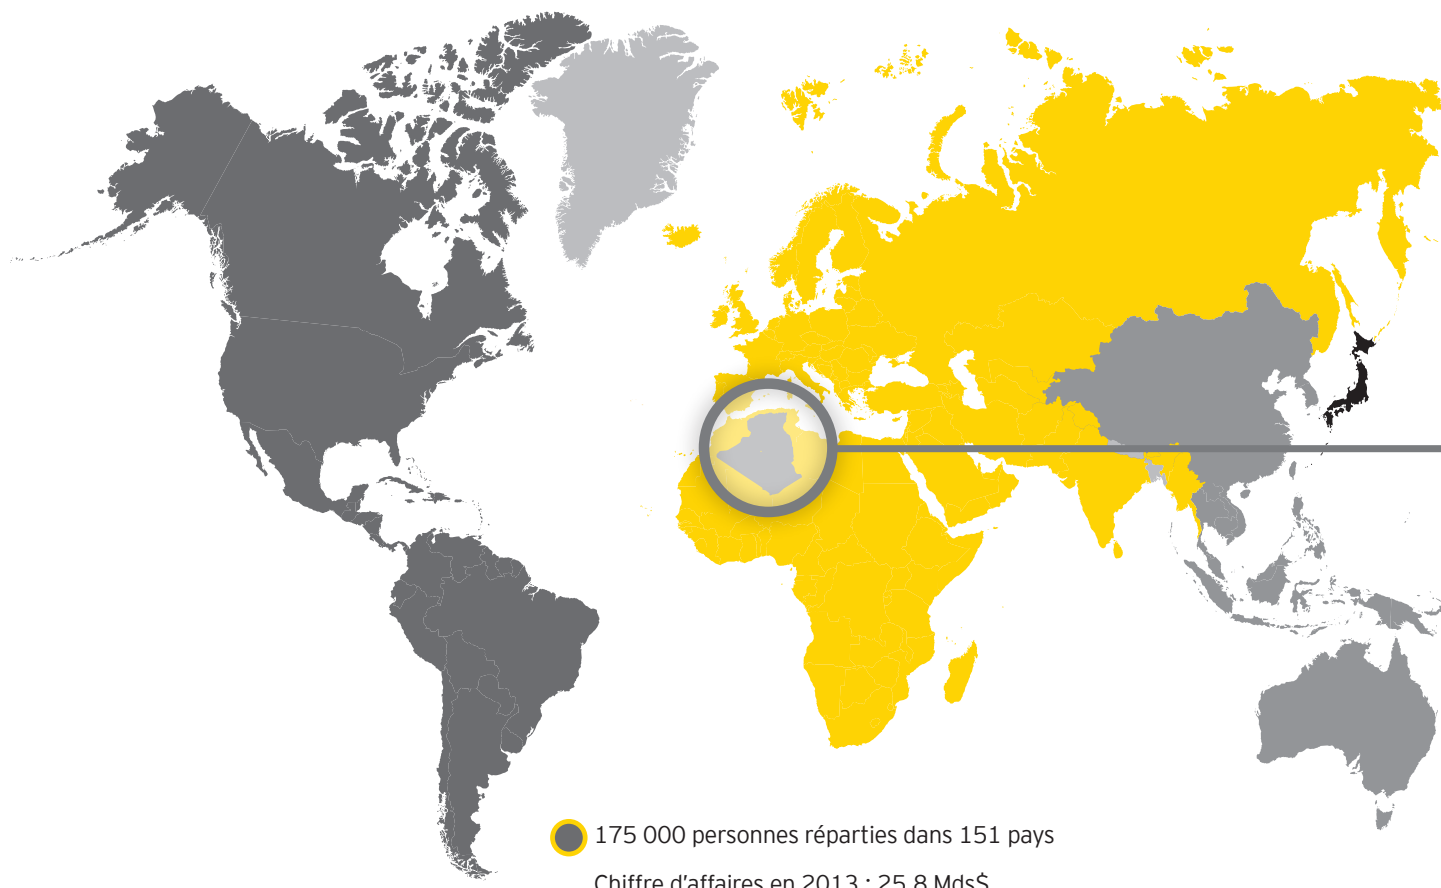 175 000 personnes réparties dans 151 pays
Chiffre d'affaires en 2013 : 25,8 Mds$